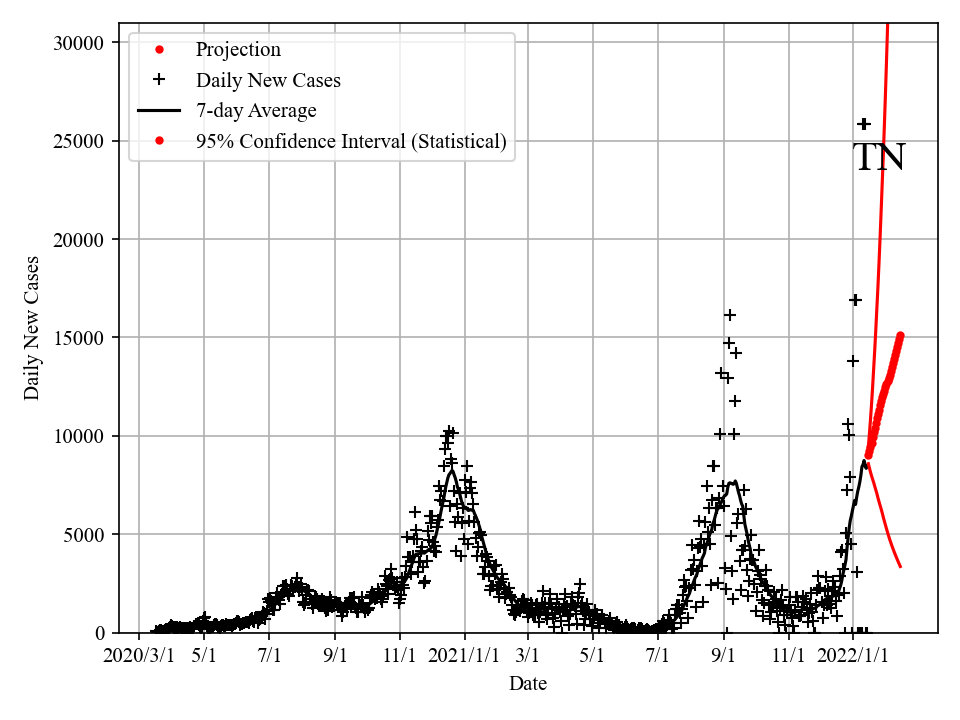 30000
25000
20000
15000
10000
5000
0
Daily New Cases
Projection
Daily New Cases
7-day Average
95% Confidence Interval (Statistical)
TN
2020/3/1 5/1 7/1 9/1 11/1 2021/1/1 3/1 5/1 7/1 9/1 11/1 2022/1/1
Date